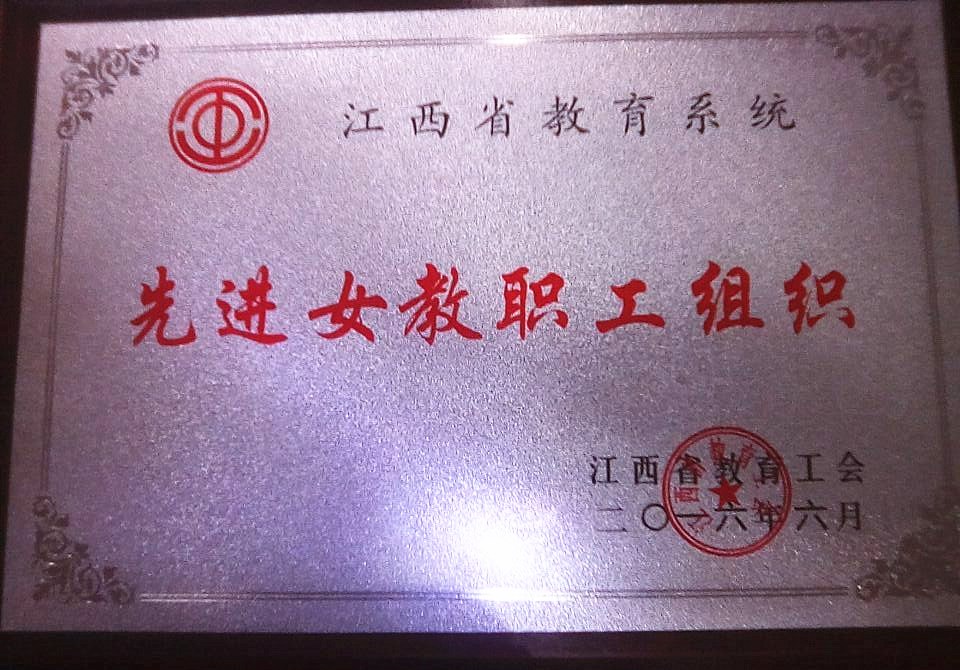 江西省教育系统
先进女教职工组织
江西省教育工会
二〇一六年六月